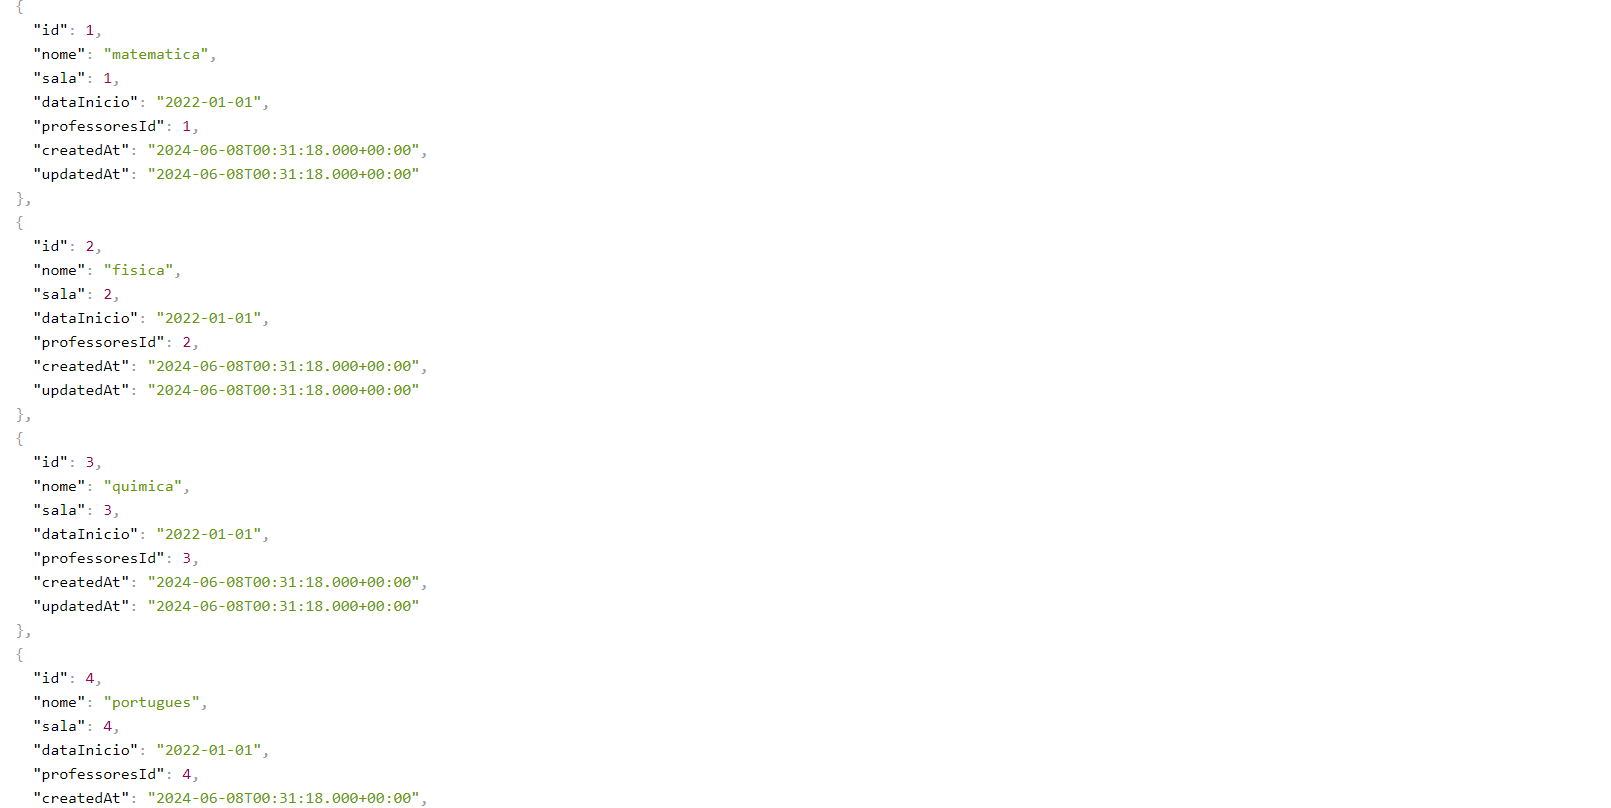 {
"id": 1,
"nome": "matematica",
"sala": 1,
"dataInicio": "2022-01-01",
"professoresId": 1,
"createdAt": "2024-06-08T00:31:18.000+00:00",
"updatedAt": "2024-06-08T00:31:18.000+00:00"
},
{
"id": 2,
"nome": "fisica",
"sala": 2,
"dataInicio": "2022-01-01",
"professoresId": 2,
"createdAt": "2024-06-08T00:31:18.000+00:00",
"updatedAt": "2024-06-08T00:31:18.000+00:00"
},
{
"id": 3,
"nome": "quimica",
"sala": 3,
"dataInicio": "2022-01-01",
"professoresId": 3,
"createdAt": "2024-06-08T00:31:18.000+00:00",
"updatedAt": "2024-06-08T00:31:18.000+00:00"
},
{
"id": 4,
"nome": "portugues",
"sala": 4,
"dataInicio": "2022-01-01",
"professoresId": 4,
"createdAt": "2024-06-08T00:31:18.000+00:00",